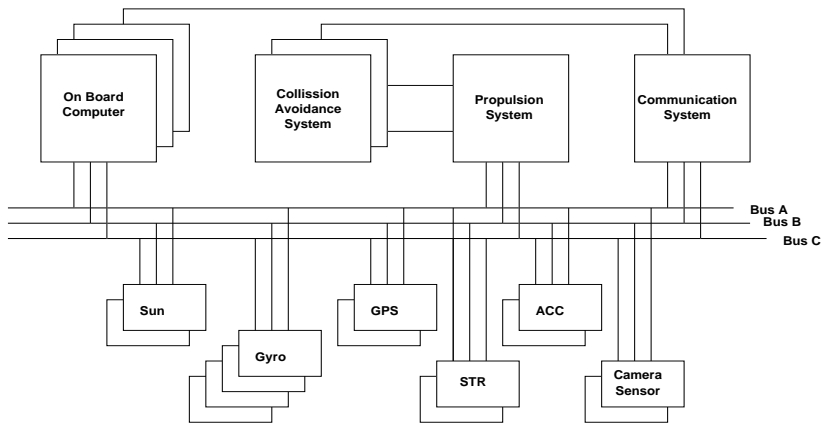 On Board
Computer
Collission
Avoidance
System
Propulsion
System
Communication
System
Bus A
Bus B
Bus C
Sun
GPS
ACC
Gyro
STR
Camera
Sensor